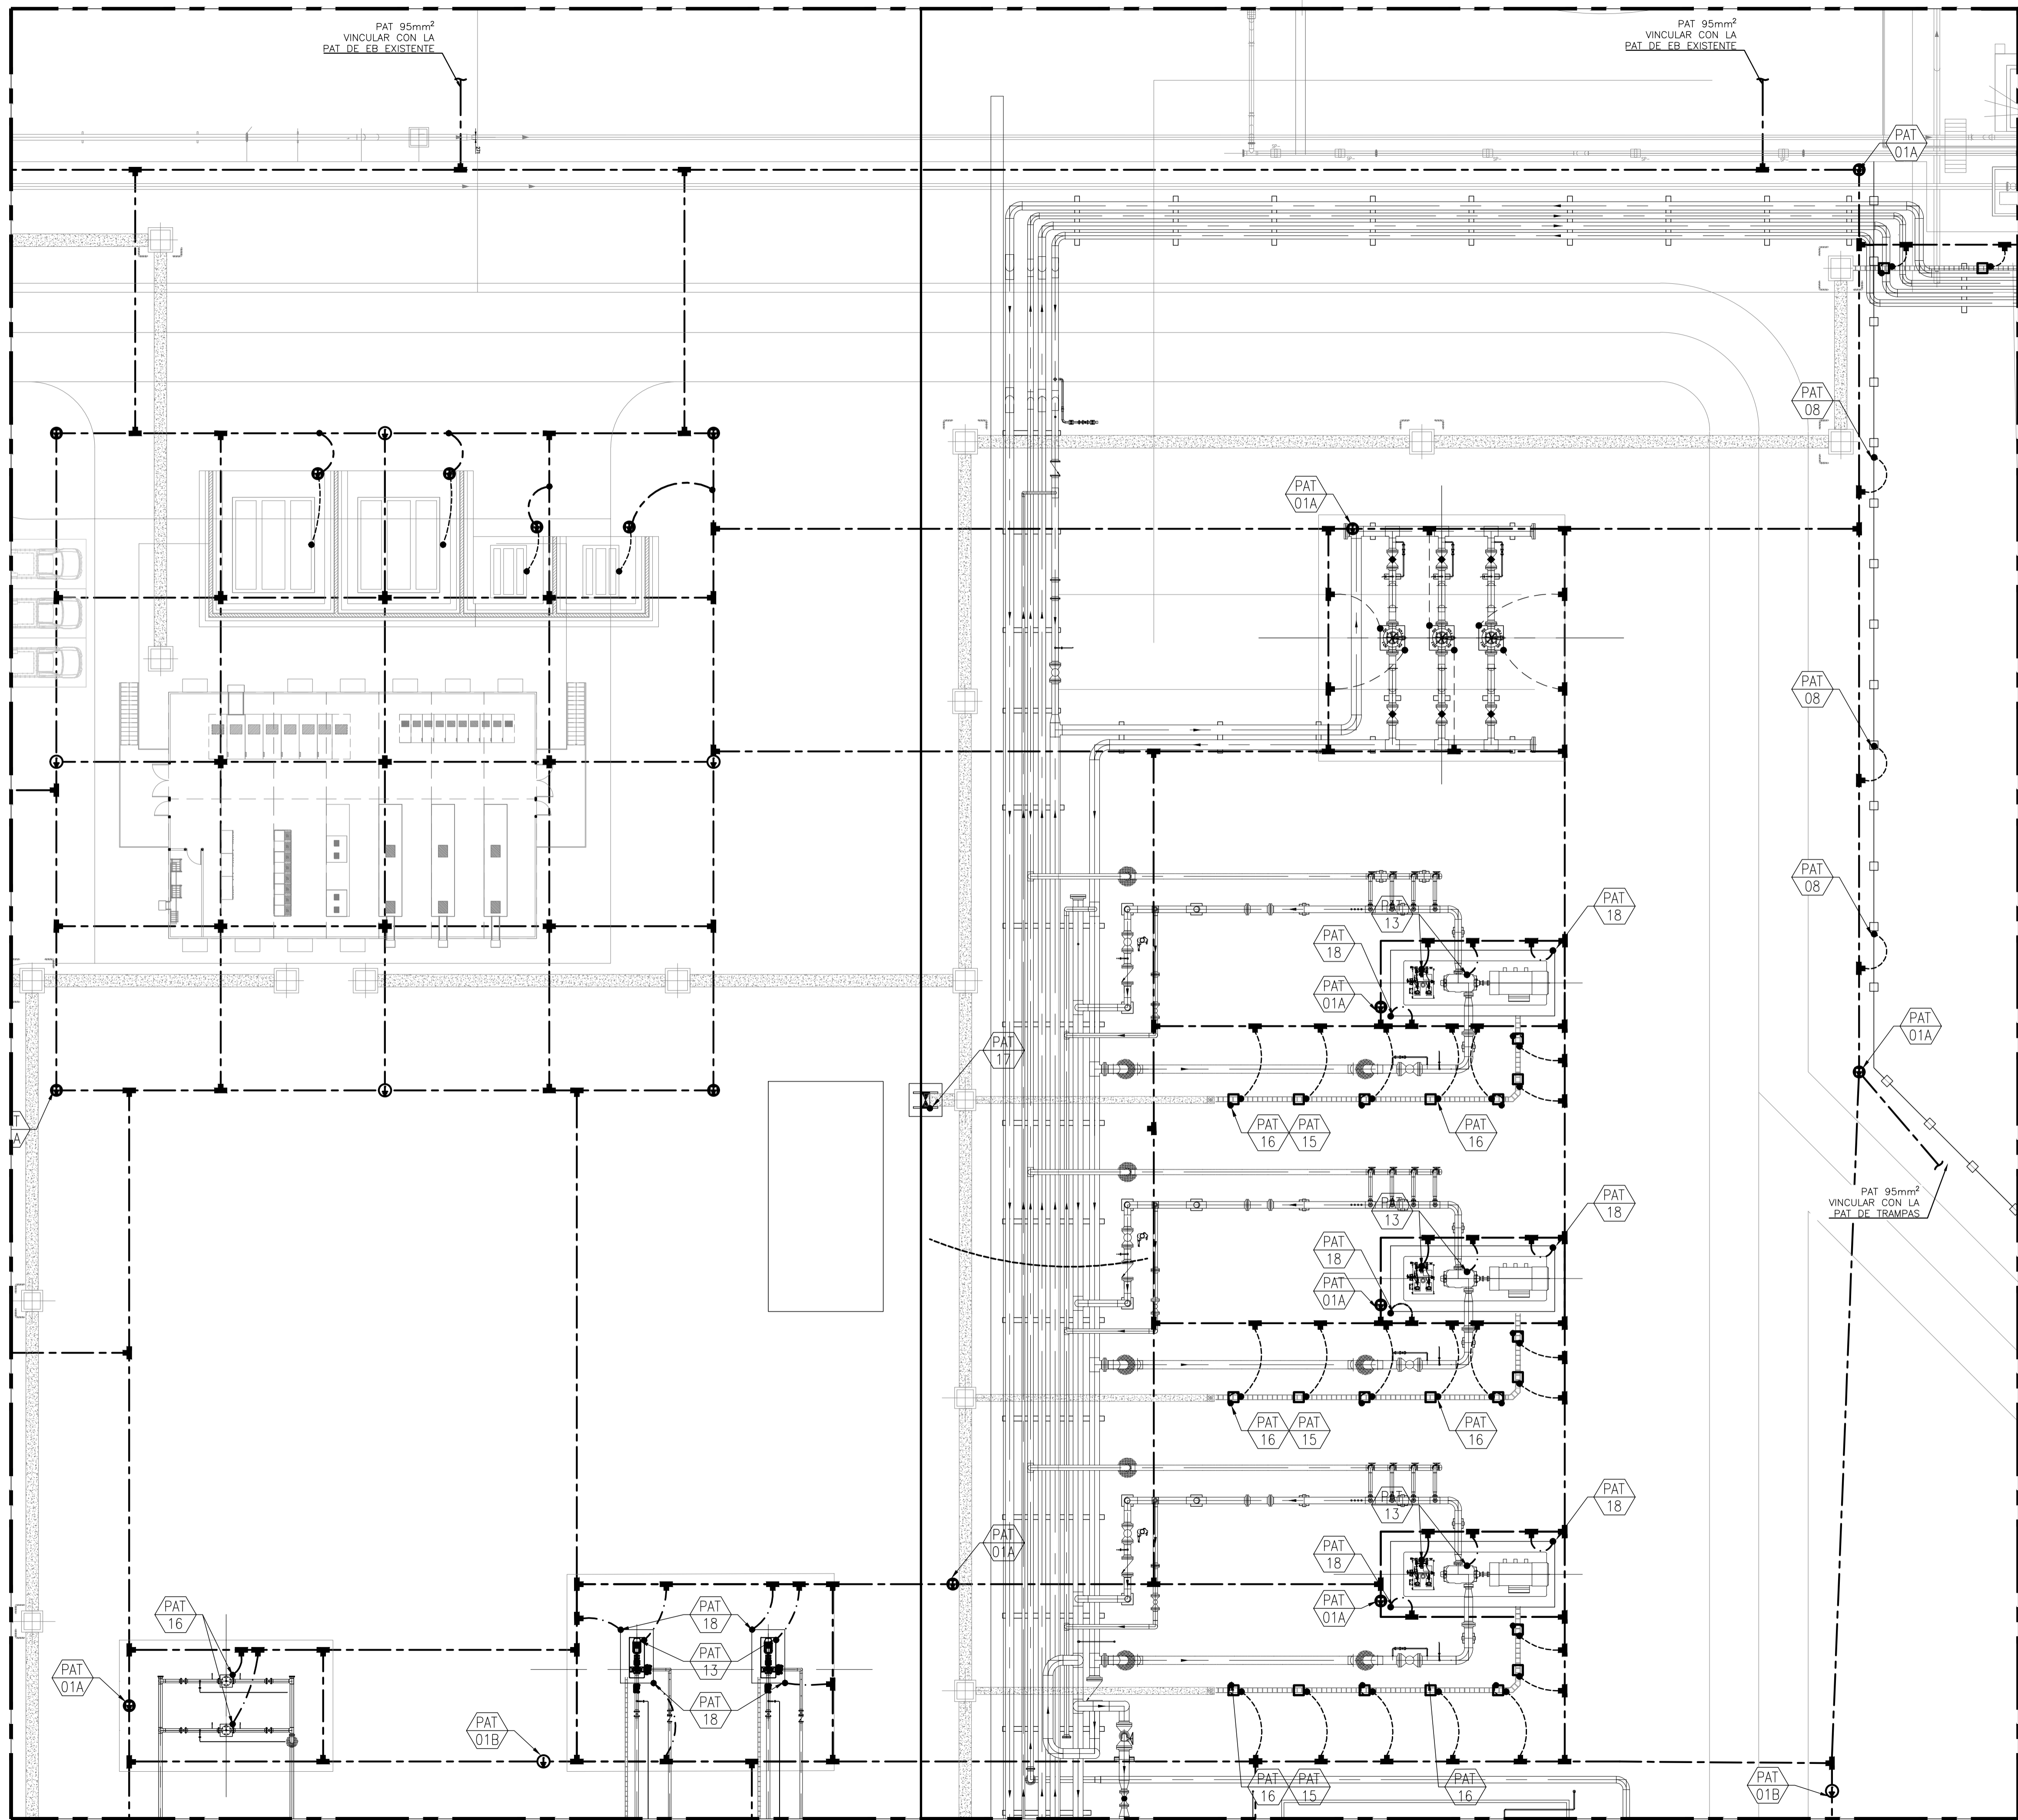 PAT 95mm²
VINCULAR CON LA
PAT DE EB EXISTENTE
PAT 95mm²
VINCULAR CON LA
PAT DE EB EXISTENTE
PAT
01A
PAT
08
PAT
01A
PAT
08
PAT
08
PAT
13
PAT
18
PAT
18
PAT
01A
PAT
01A
PAT
17
PAT
16
PAT
15
PAT
16
PAT 95mm²
VINCULAR CON LA
PAT DE TRAMPAS
PAT
13
PAT
18
PAT
18
PAT
01A
PAT
16
PAT
15
PAT
16
PAT
13
PAT
18
PAT
18
PAT
01A
PAT
01A
PAT
16
PAT
18
PAT
13
PAT
01A
PAT
18
PAT
01B
PAT
16
PAT
15
PAT
16
PAT
01B